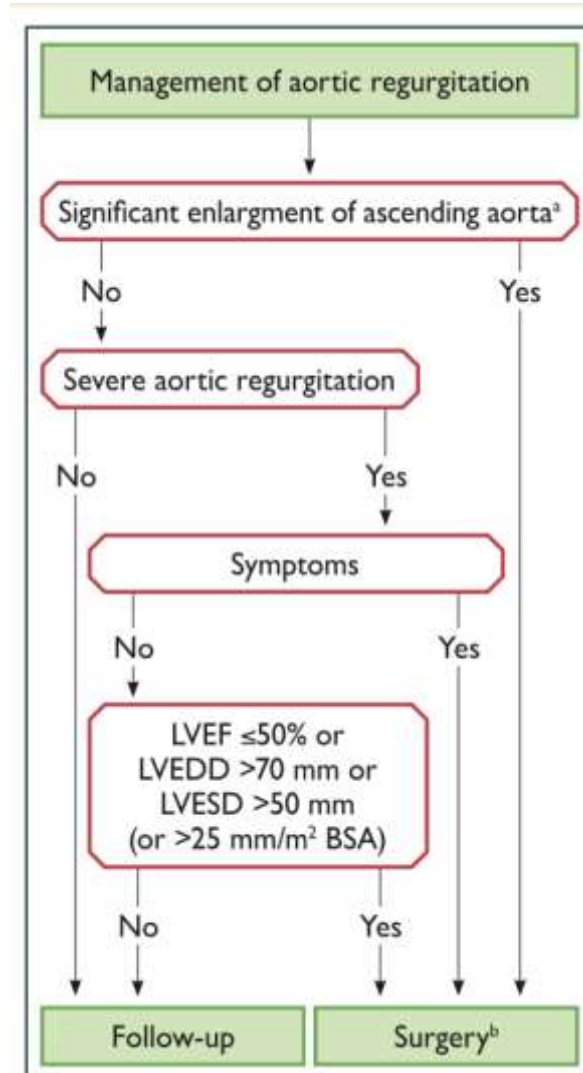 Management of aortic regurgitation
Significant enlargment of ascending aortaᵃ
No
Yes
Severe aortic regurgitation
No
Yes
Symptoms
No
Yes
LVEF ≤50% or
LVEDD >70 mm or
LVESD >50 mm
(or >25 mm/m² BSA)
No
Yes
Follow-up
Surgeryᵇ